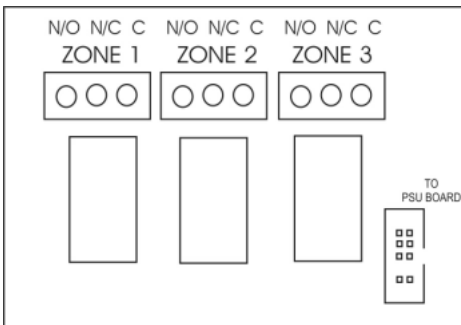 N/O N/C C N/O N/C C N/O N/C C
ZONE 1 ZONE 2 ZONE 3
TO
PSU BOARD